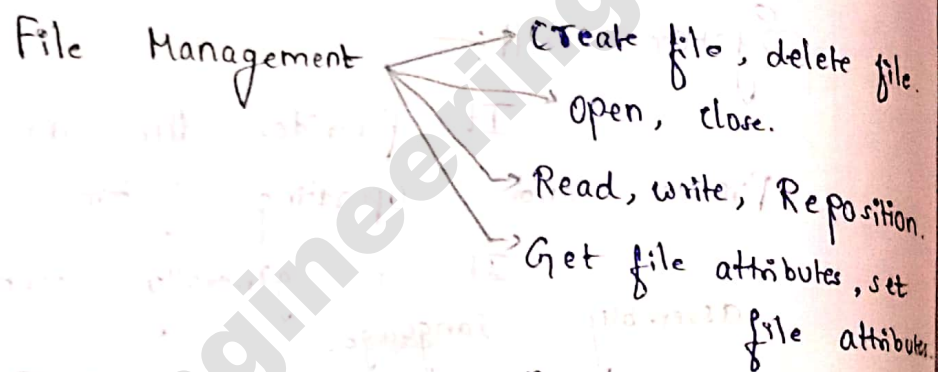 File Management
Create file, delete file.
Open, close.
Read, write, Reposition.
Get file attributes, set
file attributes.